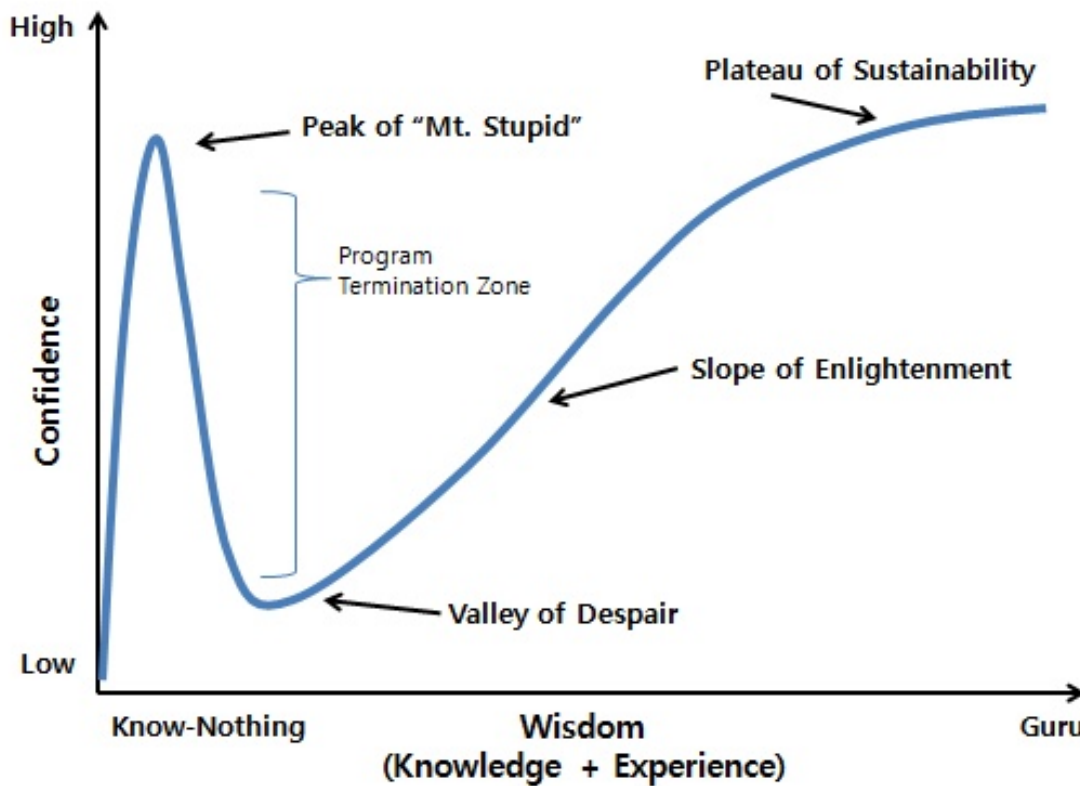 High
Plateau of Sustainability
Peak of “Mt. Stupid”
Program
Termination Zone
Confidence
Slope of Enlightenment
Valley of Despair
Low
Know-Nothing
Wisdom
Guru
(Knowledge + Experience)